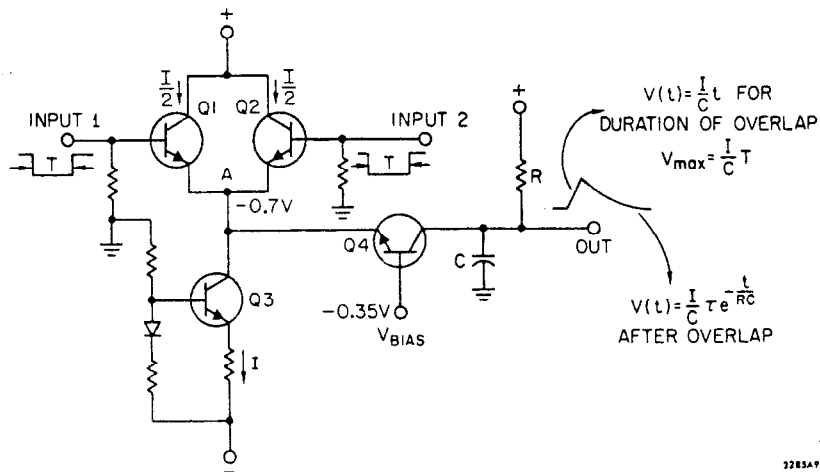 +
I/2
I/2
Q1
Q2
INPUT 1
INPUT 2
T
T
A
-0.7V
+
R
V(t)=I/C t FOR
DURATION OF OVERLAP
Vmax=I/C T
Q4
C
OUT
Q3
-0.35V
VBIAS
I
V(t)=I/C τe^-t/RC
AFTER OVERLAP
−
2285A9